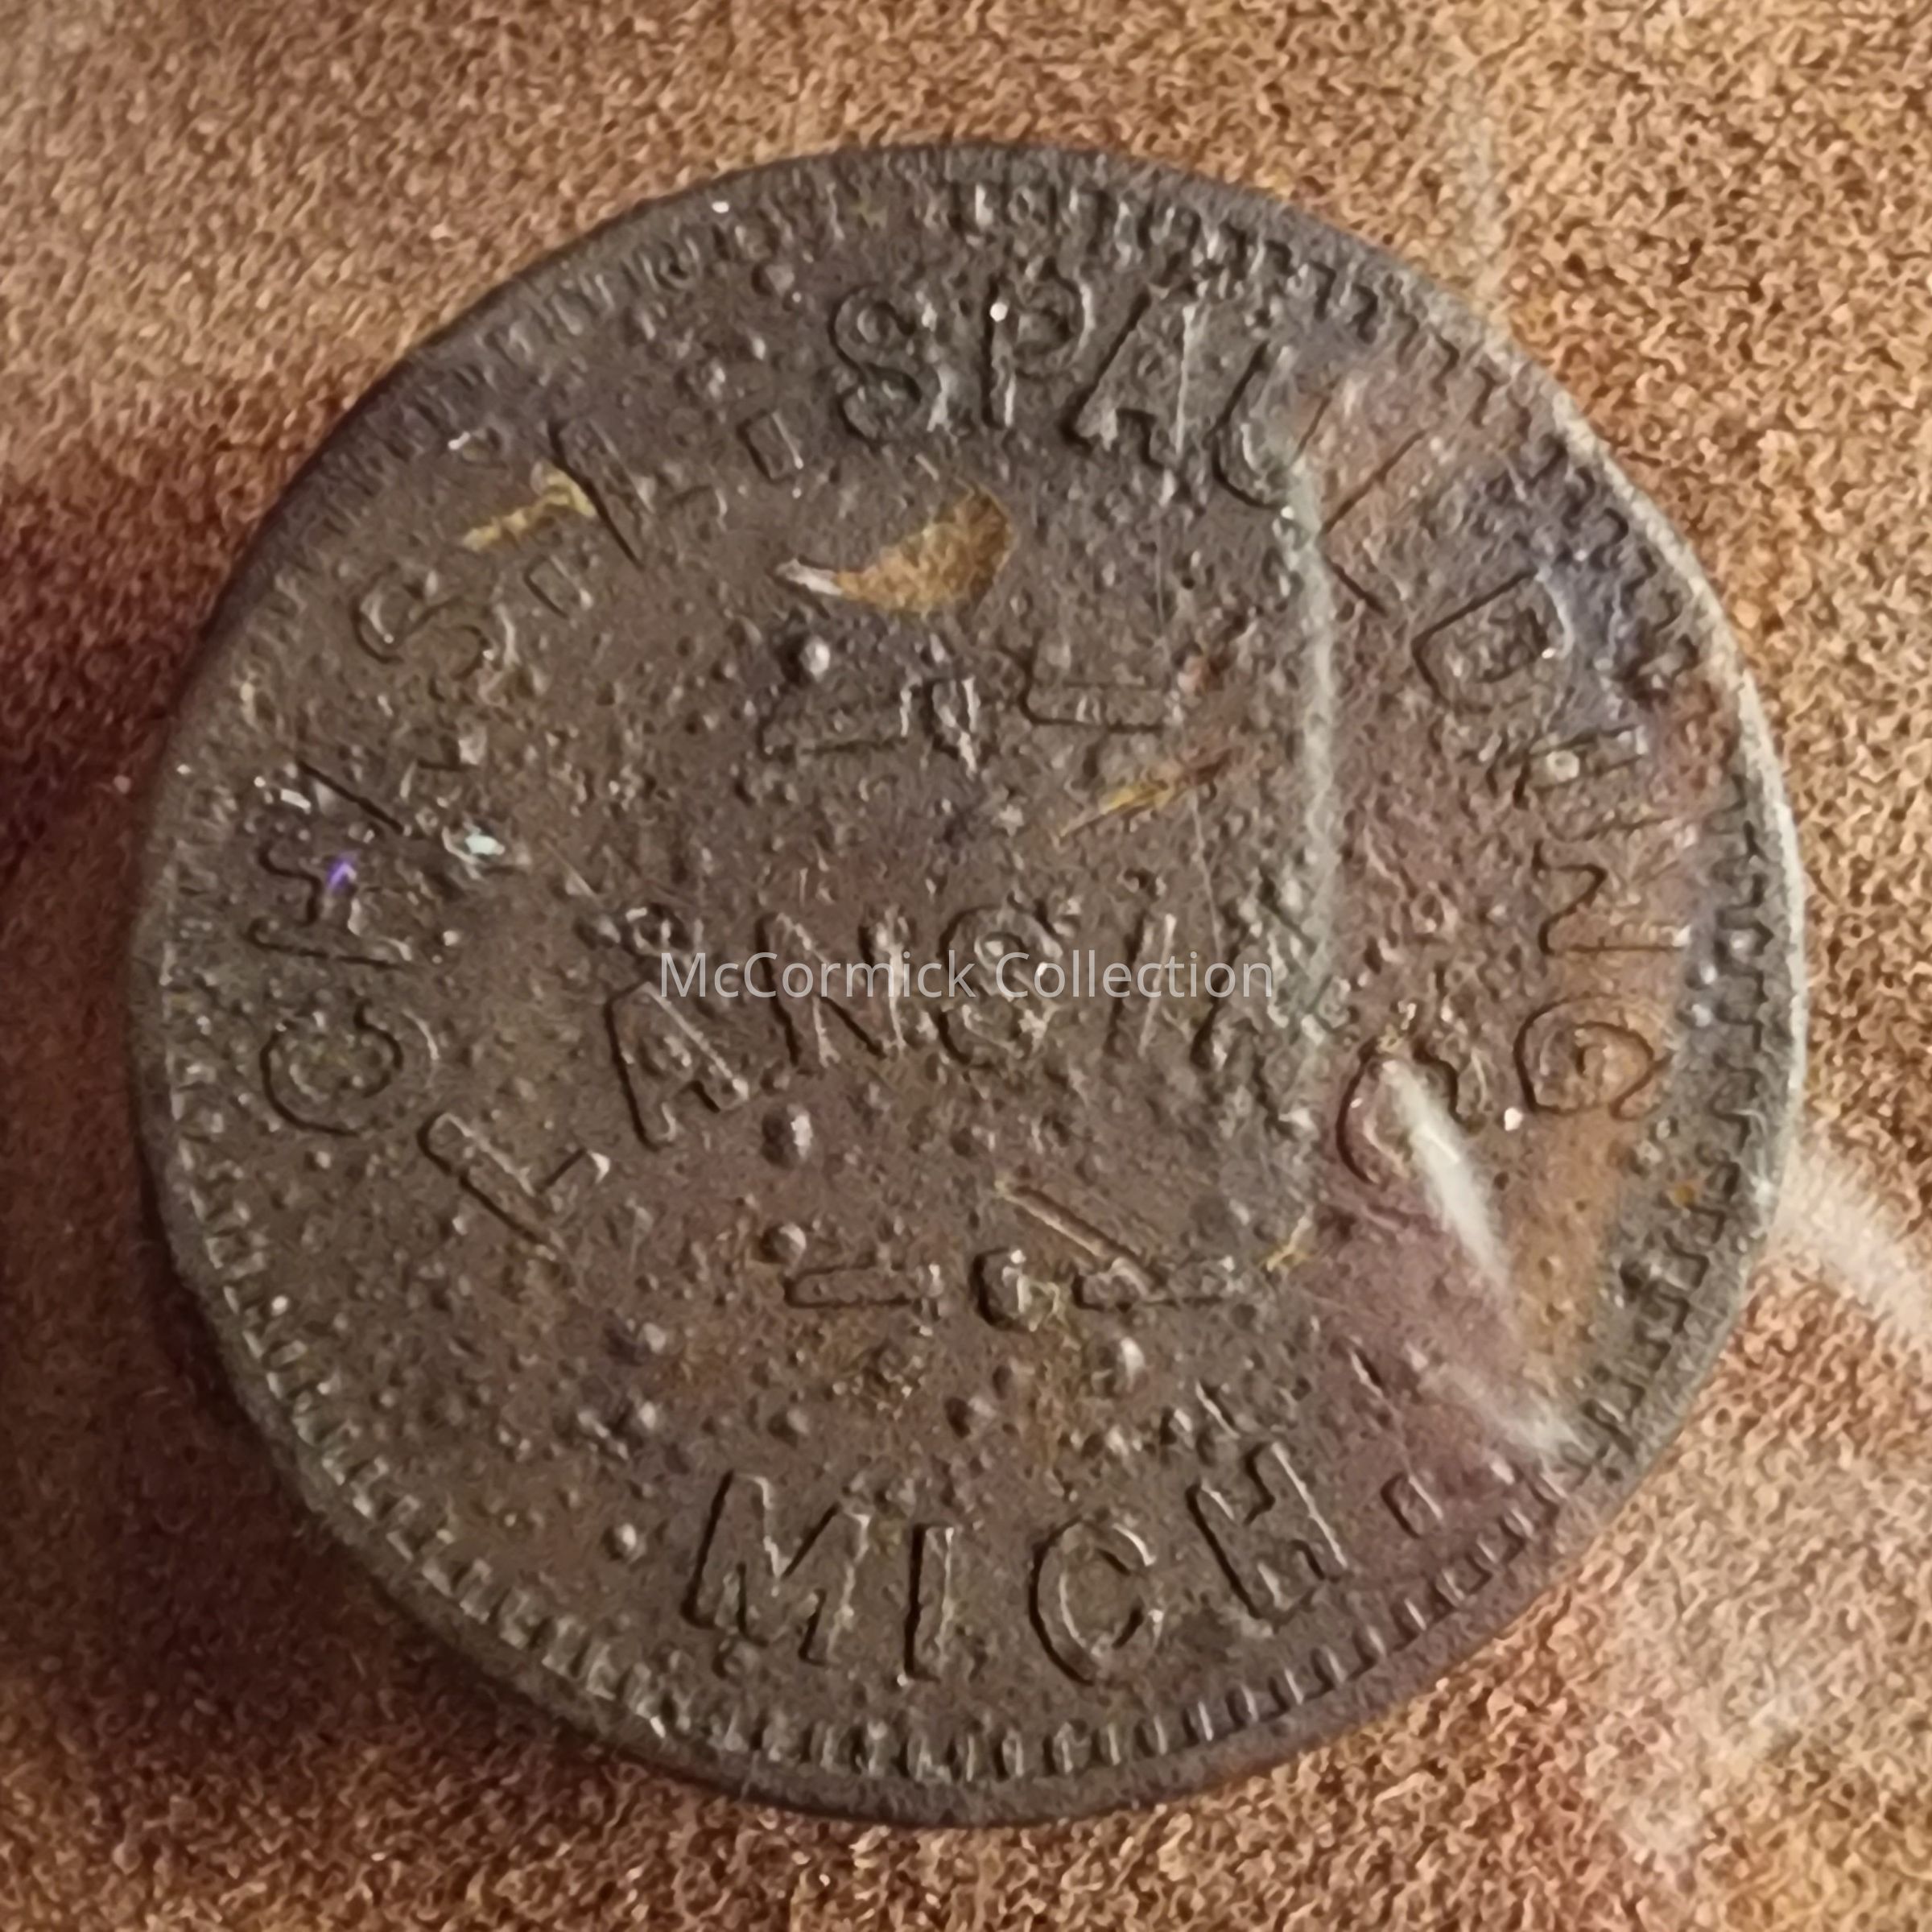 CHAS. L. SPAULDING
LANSING
MICH.
McCormick Collection